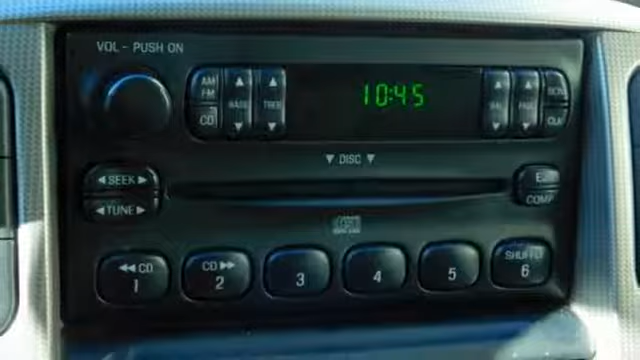 VOL - PUSH ON
AM
FM
CD
▲ BASS ▼
▲ TREB ▼
10:45
▲ BAL ▼
▲ FADE ▼
SCN
CLK
▼ DISC ▼
◄ SEEK ►
◄ TUNE ►
COMP
◄◄ CD
1
CD ►►
2
3
4
5
SHUFFLE
6